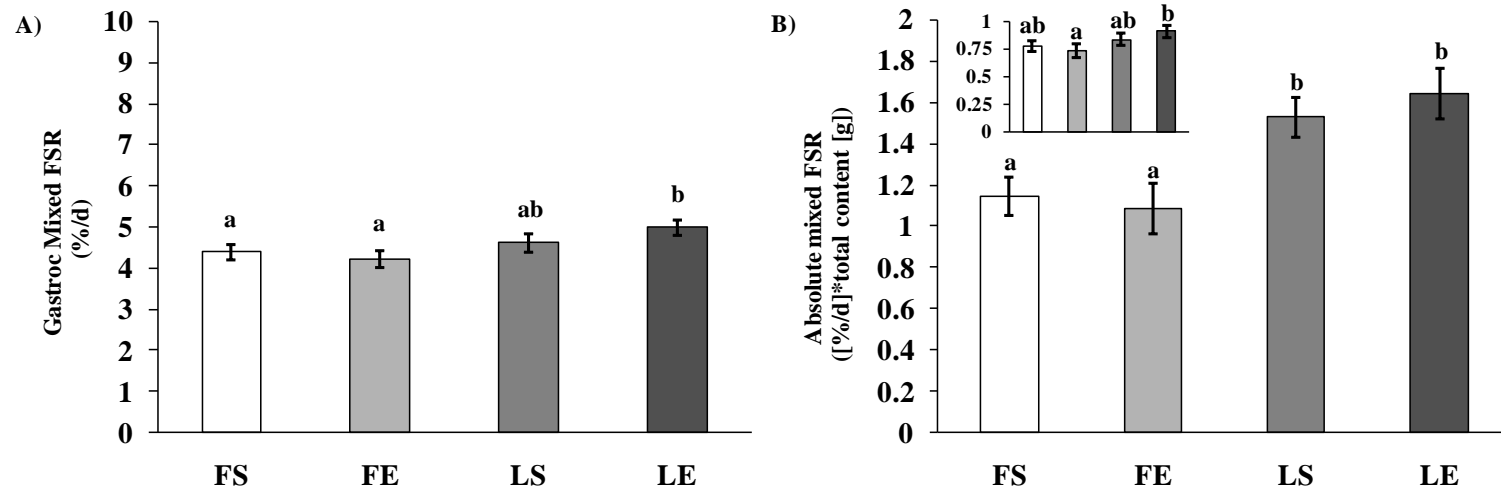 A)
Gastroc Mixed FSR
(%/d)
10
9
8
7
6
5
4
3
2
1
0
a
a
ab
b
FS
FE
LS
LE
B)
Absolute mixed FSR
([%/d]*total content [g])
2
1.8
1.6
1.4
1.2
1
0.8
0.6
0.4
0.2
0
1
0.75
0.5
0.25
0
ab
a
ab
b
a
a
b
b
FS
FE
LS
LE